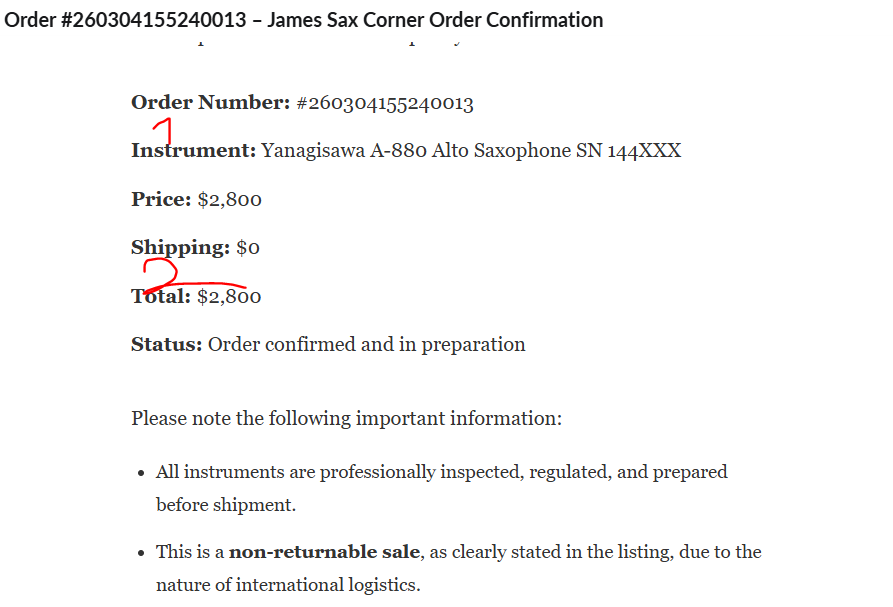 Order #260304155240013 – James Sax Corner Order Confirmation
Order Number: #260304155240013
1
Instrument: Yanagisawa A-880 Alto Saxophone SN 144XXX
Price: $2,800
Shipping: $0
2
Total: $2,800
Status: Order confirmed and in preparation
Please note the following important information:
• All instruments are professionally inspected, regulated, and prepared
before shipment.
• This is a non-returnable sale, as clearly stated in the listing, due to the
nature of international logistics.